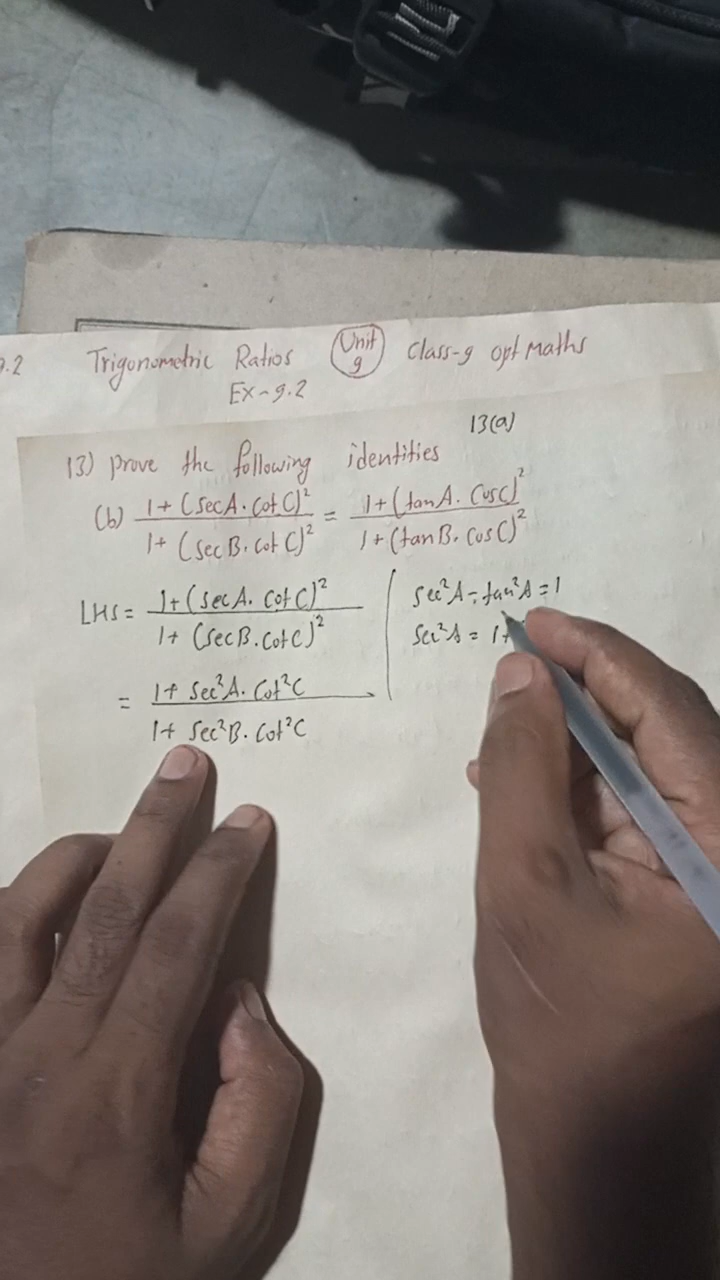 9.2 Trigonometric Ratios Unit 9 Class-9 opt Maths
Ex-9.2
13(a)
13) prove the following identities
(b) 1+(secA.cotC)² / 1+(secB.cotC)² = 1+(tanA.CosC)² / 1+(tanB.CosC)²
LHS = 1+(secA.cotC)² / 1+(secB.cotC)²
= 1+ Sec²A.Cot²C / 1+ Sec²B.Cot²C
sec²A-tan²A=1
Sec²A = 1+